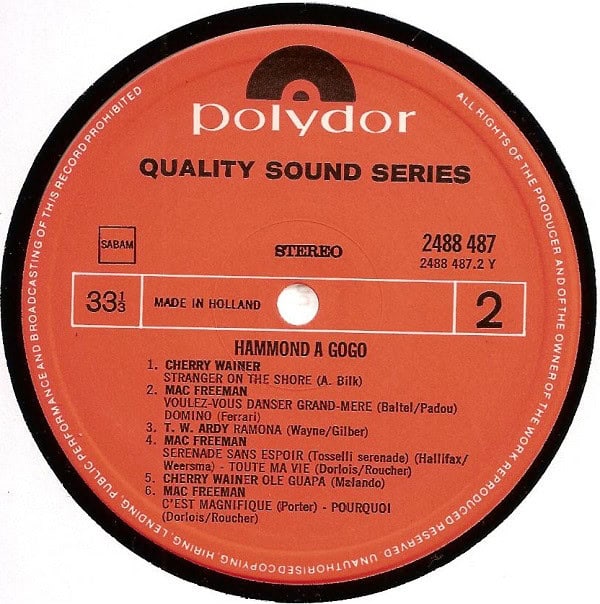 polydor
QUALITY SOUND SERIES
SABAM
STEREO
2488 487
2488 487.2 Y
33 1/3
MADE IN HOLLAND
2
HAMMOND A GOGO
1. CHERRY WAINER
STRANGER ON THE SHORE (A. Bilk)
2. MAC FREEMAN
VOULEZ-VOUS DANSER GRAND-MERE (Baltel/Padou)
DOMINO (Ferrari)
3. T. W. ARDY RAMONA (Wayne/Gilber)
4. MAC FREEMAN
SERENADE SANS ESPOIR (Tosselli serenade) (Hallifax/
Weersma) - TOUTE MA VIE (Dorlois/Roucher)
5. CHERRY WAINER OLE GUAPA (Malando)
6. MAC FREEMAN
C'EST MAGNIFIQUE (Porter) - POURQUOI
(Dorlois/Roucher)
ALL RIGHTS OF THE PRODUCER AND OF THE OWNER OF THE WORK REPRODUCED RESERVED. UNAUTHORISED COPYING, HIRING, LENDING, PUBLIC PERFORMANCE AND BROADCASTING OF THIS RECORD PROHIBITED